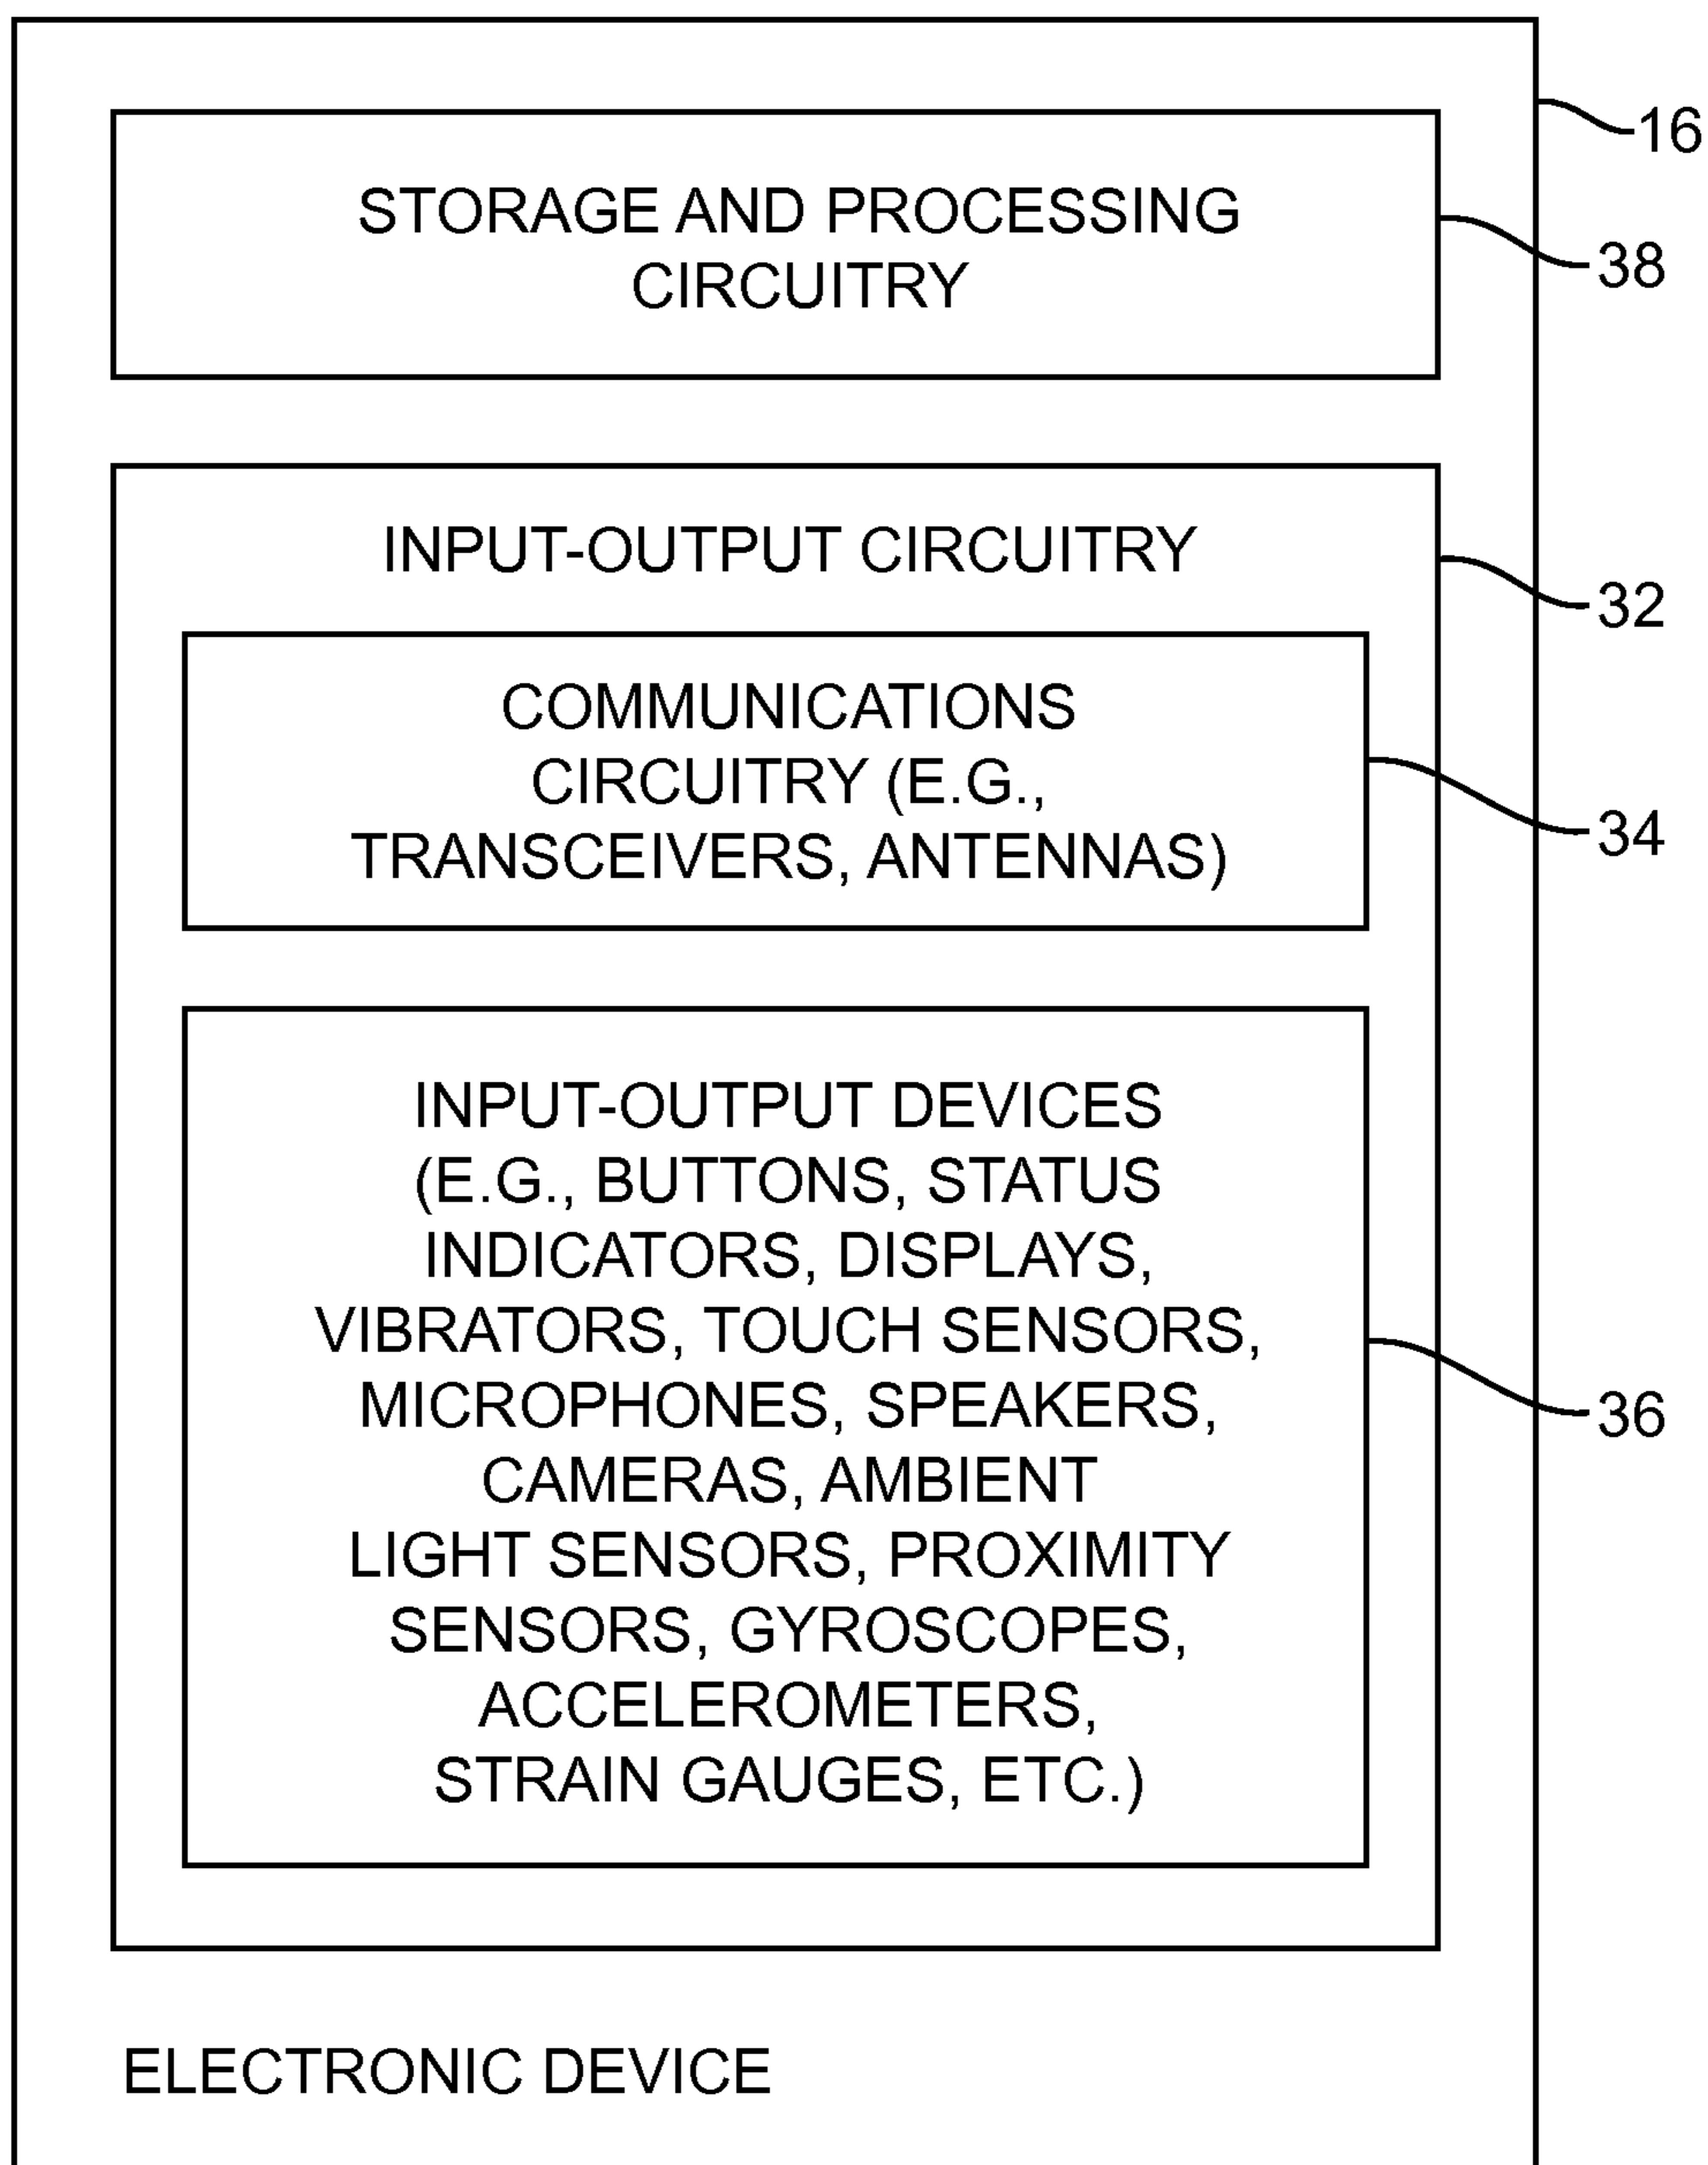 16
STORAGE AND PROCESSING
CIRCUITRY
38
INPUT-OUTPUT CIRCUITRY
32
COMMUNICATIONS
CIRCUITRY (E.G.,
TRANSCEIVERS, ANTENNAS)
34
INPUT-OUTPUT DEVICES
(E.G., BUTTONS, STATUS
INDICATORS, DISPLAYS,
VIBRATORS, TOUCH SENSORS,
MICROPHONES, SPEAKERS,
CAMERAS, AMBIENT
LIGHT SENSORS, PROXIMITY
SENSORS, GYROSCOPES,
ACCELEROMETERS,
STRAIN GAUGES, ETC.)
36
ELECTRONIC DEVICE